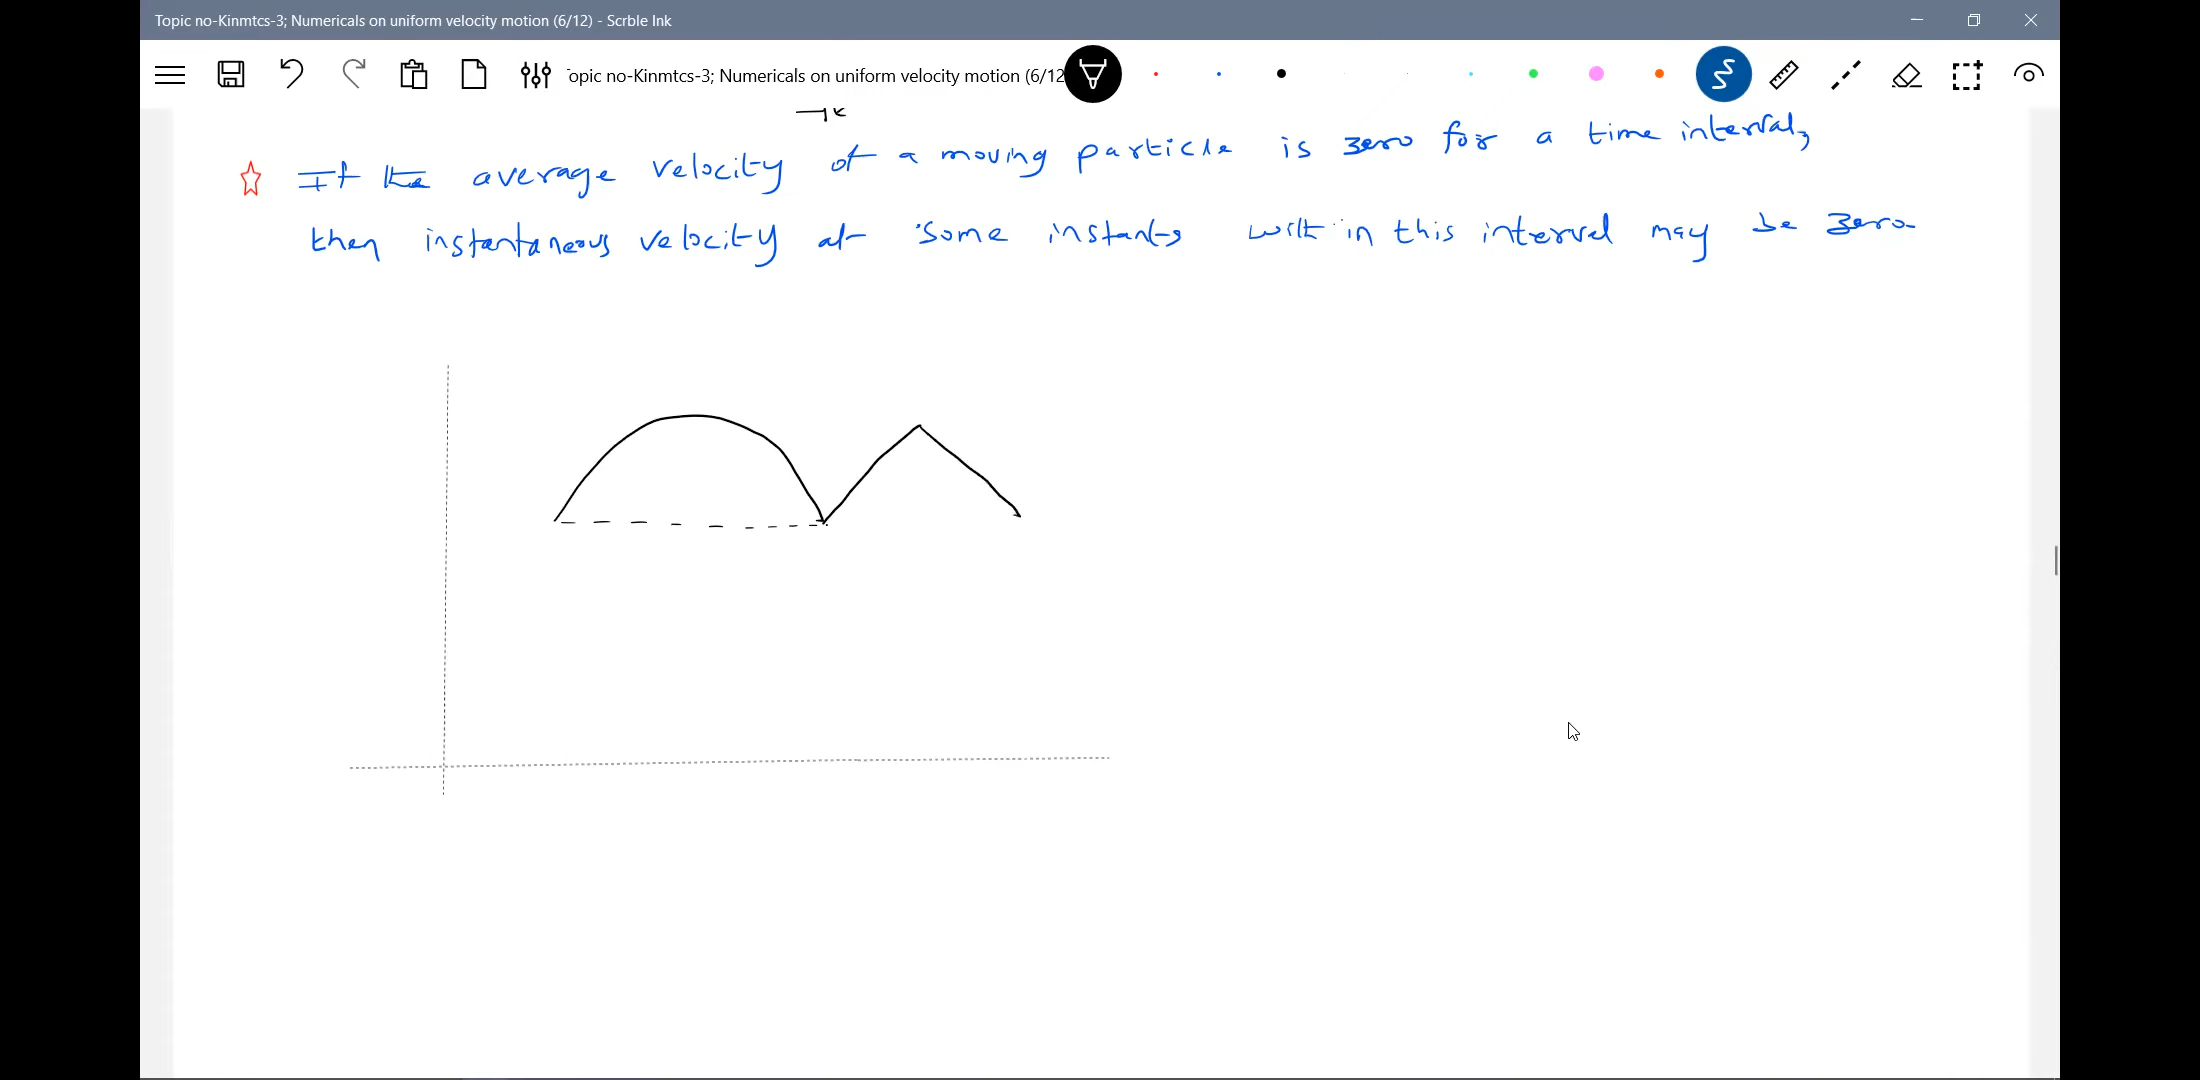 Topic no-Kinmtcs-3; Numericals on uniform velocity motion (6/12) - Scrble Ink
opic no-Kinmtcs-3; Numericals on uniform velocity motion (6/12
If the average velocity of a moving particle is zero for a time interval,
then instantaneous velocity at some instants within this interval may be zero